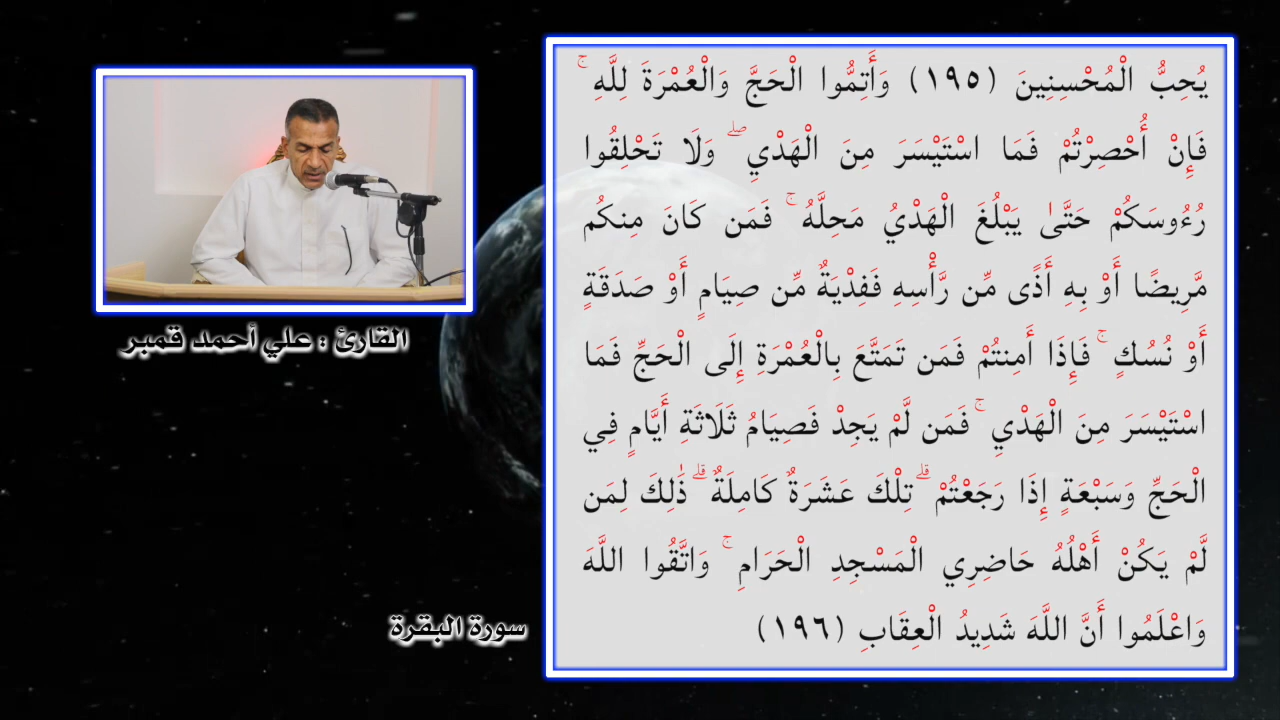 يُحِبُّ الْمُحْسِنِينَ (١٩٥) وَأَتِمُّوا الْحَجَّ وَالْعُمْرَةَ لِلَّهِ ۚ
فَإِنْ أُحْصِرْتُمْ فَمَا اسْتَيْسَرَ مِنَ الْهَدْيِ ۖ وَلَا تَحْلِقُوا
رُءُوسَكُمْ حَتَّىٰ يَبْلُغَ الْهَدْيُ مَحِلَّهُ ۚ فَمَن كَانَ مِنكُم
مَّرِيضًا أَوْ بِهِ أَذًى مِّن رَّأْسِهِ فَفِدْيَةٌ مِّن صِيَامٍ أَوْ صَدَقَةٍ
أَوْ نُسُكٍ ۚ فَإِذَا أَمِنتُمْ فَمَن تَمَتَّعَ بِالْعُمْرَةِ إِلَى الْحَجِّ فَمَا
اسْتَيْسَرَ مِنَ الْهَدْيِ ۚ فَمَن لَّمْ يَجِدْ فَصِيَامُ ثَلَاثَةِ أَيَّامٍ فِي
الْحَجِّ وَسَبْعَةٍ إِذَا رَجَعْتُمْ ۗ تِلْكَ عَشَرَةٌ كَامِلَةٌ ۗ ذَٰلِكَ لِمَن
لَّمْ يَكُنْ أَهْلُهُ حَاضِرِي الْمَسْجِدِ الْحَرَامِ ۚ وَاتَّقُوا اللَّهَ
وَاعْلَمُوا أَنَّ اللَّهَ شَدِيدُ الْعِقَابِ (١٩٦)
القارئ : علي أحمد قمبر
سورة البقرة